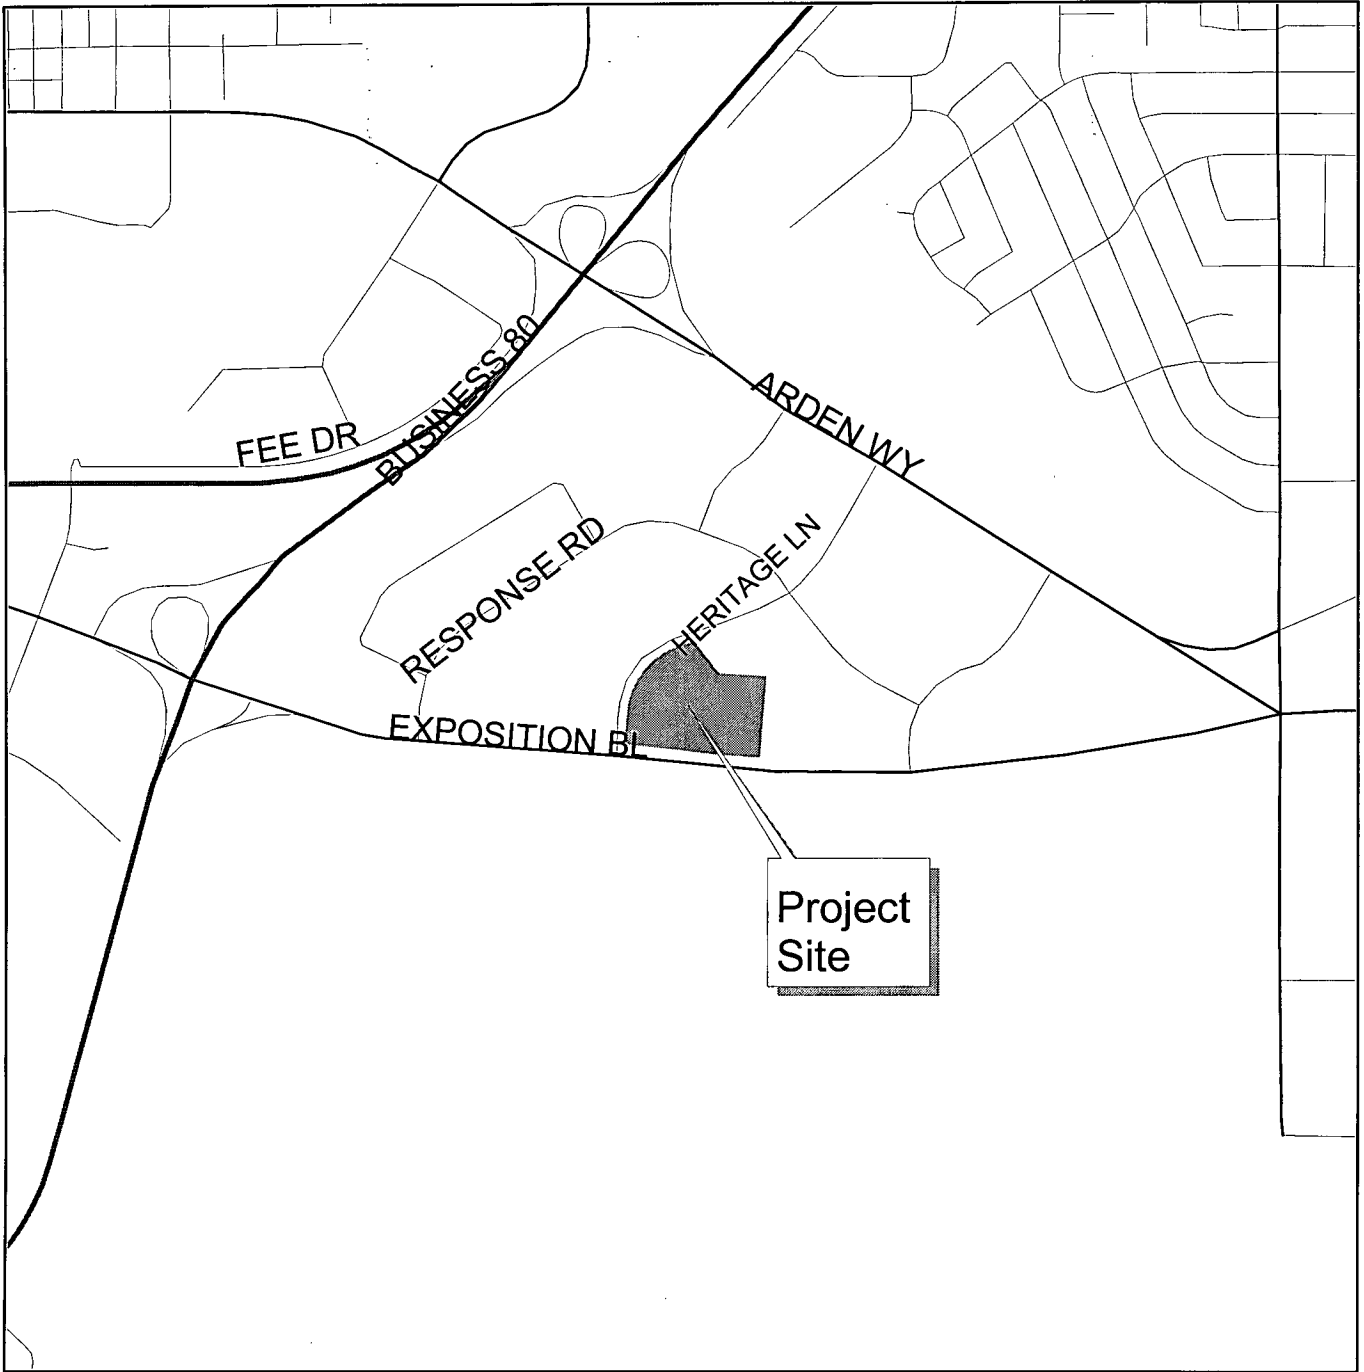 BUSINESS 80
ARDEN WY
FEE DR
RESPONSE RD
HERITAGE LN
EXPOSITION BL
Project
Site